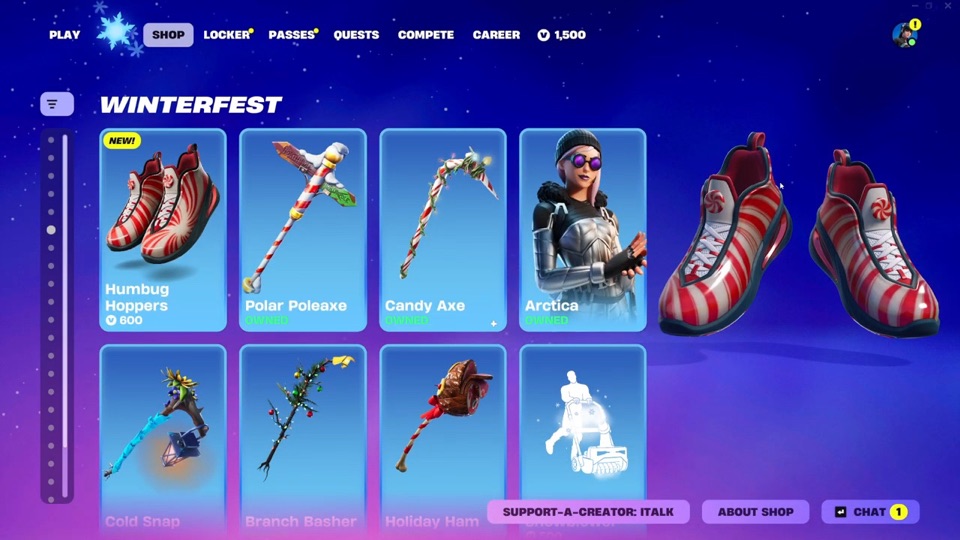 PLAY
SHOP
LOCKER
PASSES
QUESTS
COMPETE
CAREER
V 1,500
!
WINTERFEST
NEW!
Humbug
Hoppers
V 600
Polar Poleaxe
OWNED
Candy Axe
OWNED
Arctica
OWNED
Cold Snap
Branch Basher
Holiday Ham
SUPPORT-A-CREATOR: ITALK
ABOUT SHOP
CHAT 1